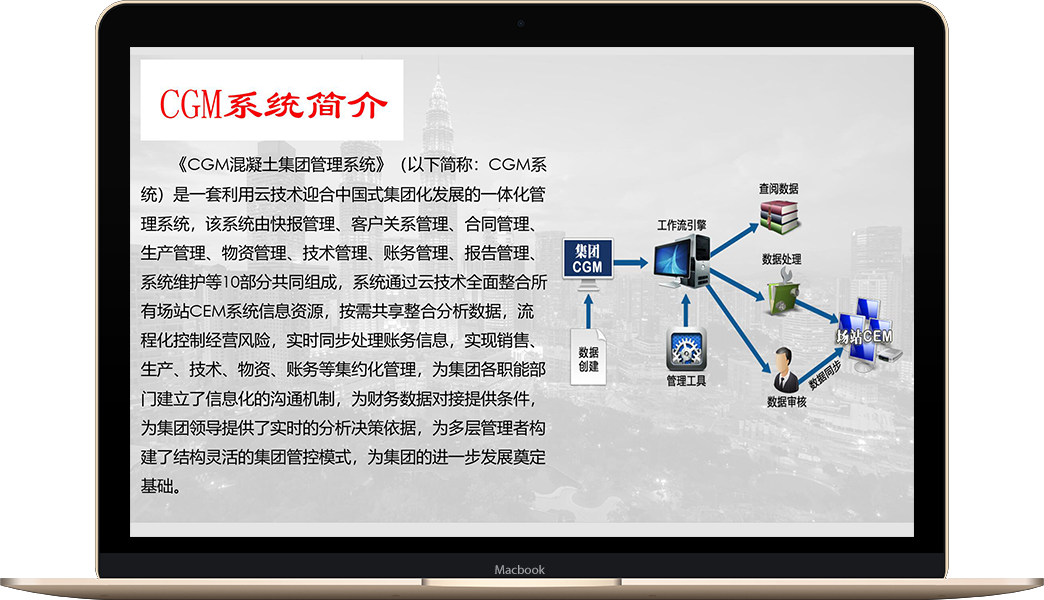 CGM系统简介
《CGM混凝土集团管理系统》（以下简称：CGM系
统）是一套利用云技术迎合中国式集团化发展的一体化管
理系统，该系统由快报管理、客户关系管理、合同管理、
生产管理、物资管理、技术管理、账务管理、报告管理、
系统维护等10部分共同组成，系统通过云技术全面整合所
有场站CEM系统信息资源，按需共享整合分析数据，流
程化控制经营风险，实时同步处理账务信息，实现销售、
生产、技术、物资、账务等集约化管理，为集团各职能部
门建立了信息化的沟通机制，为财务数据对接提供条件，
为集团领导提供了实时的分析决策依据，为多层管理者构
建了结构灵活的集团管控模式，为集团的进一步发展奠定
基础。
查阅数据
工作流引擎
集团
CGM
数据处理
场站CEM
数据
创建
管理工具
数据同步
数据审核
Macbook